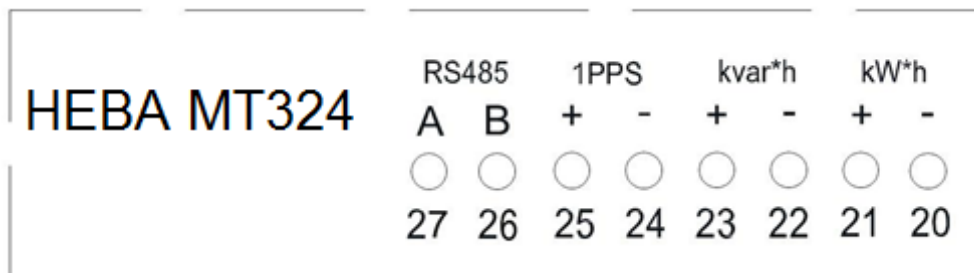 RS485 1PPS kvar*h kW*h
НЕВА МТ324 A B + - + - + -
27 26 25 24 23 22 21 20